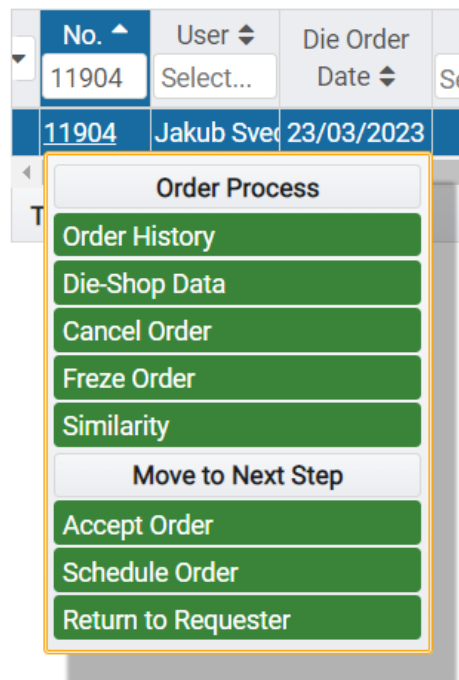 No. User Die Order
Date
11904 Select...
11904 Jakub 23/03/2023
Order Process
Order History
Die-Shop Data
Cancel Order
Freze Order
Similarity
Move to Next Step
Accept Order
Schedule Order
Return to Requester